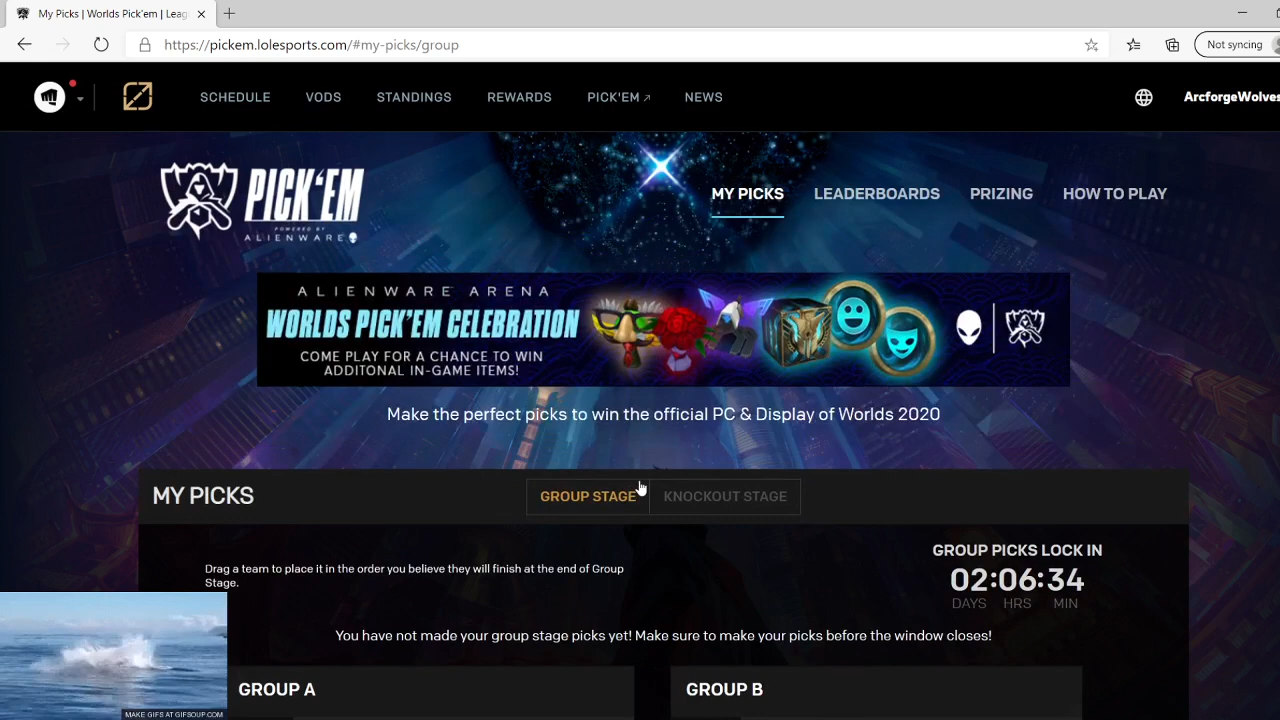 My Picks | Worlds Pick'em | Leag
https://pickem.lolesports.com/#my-picks/group
Not syncing
SCHEDULE VODS STANDINGS REWARDS PICK'EM NEWS
ArcforgeWolves
PICK'EM
POWERED BY
ALIENWARE
MY PICKS LEADERBOARDS PRIZING HOW TO PLAY
ALIENWARE ARENA
WORLDS PICK'EM CELEBRATION
COME PLAY FOR A CHANCE TO WIN
ADDITONAL IN-GAME ITEMS!
Make the perfect picks to win the official PC & Display of Worlds 2020
MY PICKS
GROUP STAGE KNOCKOUT STAGE
GROUP PICKS LOCK IN
02:06:34
DAYS HRS MIN
Drag a team to place it in the order you believe they will finish at the end of Group
Stage.
You have not made your group stage picks yet! Make sure to make your picks before the window closes!
GROUP A GROUP B
MAKE GIFS AT GIFSOUP.COM